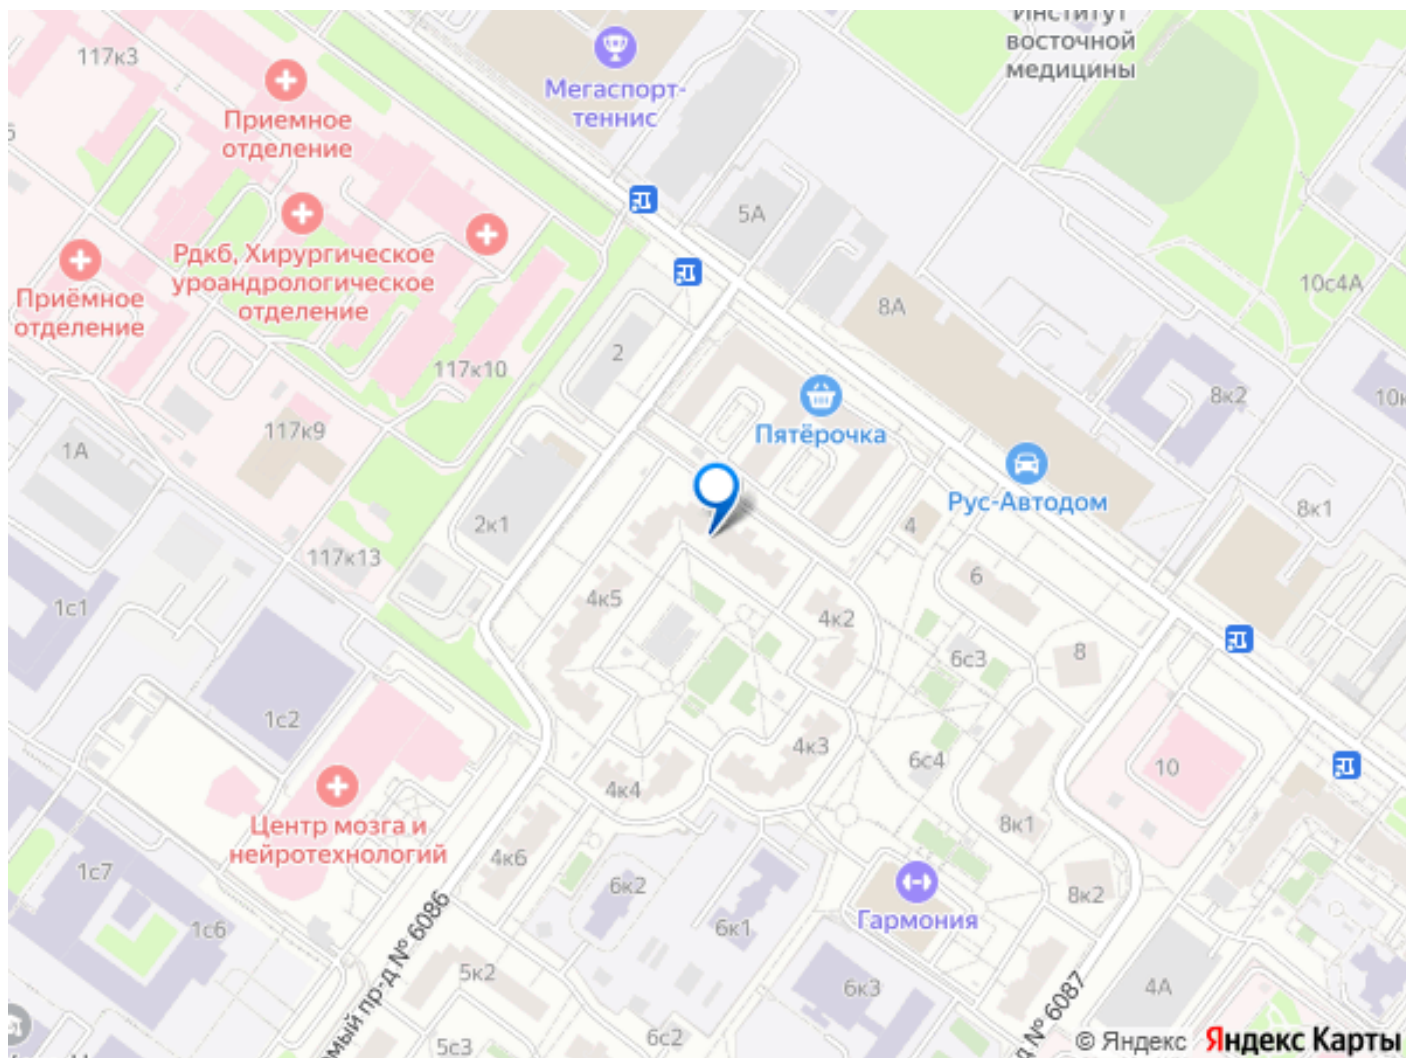 Институт
восточной
медицины
117к3
Мегаспорт-
теннис
Приемное
отделение
5А
Рдкб, Хирургическое
уроандрологическое
отделение
Приёмное
отделение
10с4А
8А
2
117к10
8к2
Пятёрочка
117к9
1А
Рус-Автодом
8к1
2к1
4
117к13
6
4к5
1с1
4к2
8
6с3
1с2
4к3
6с4
10
4к4
Центр мозга и
нейротехнологий
8к1
4к6
1с7
6к2
8к2
Гармония
1с6
6к1
5к2
6к3
4А
пр-д № 6086
№ 6087
6с2
5с3
© Яндекс Яндекс Карты